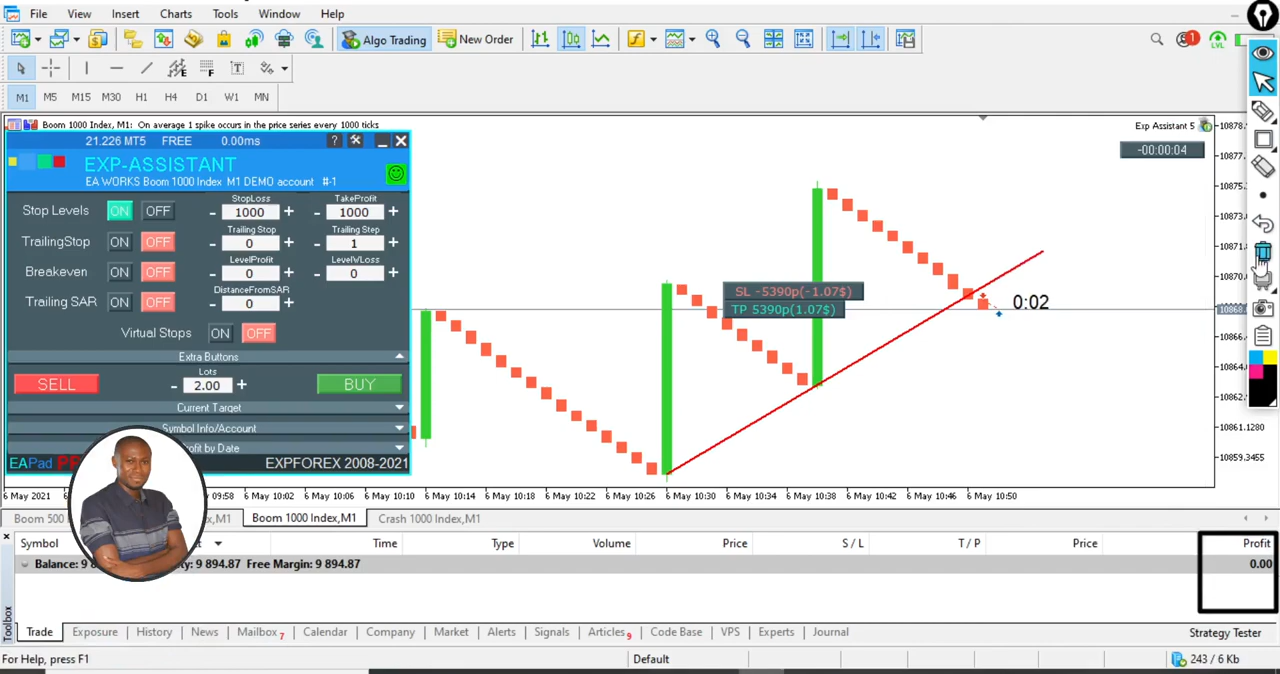 File View Insert Charts Tools Window Help
Algo Trading New Order
E F T
M1 M5 M15 M30 H1 H4 D1 W1 MN
Boom 1000 Index, M1: On average 1 spike occurs in the price series every 1000 ticks
Exp Assistant 5
-00:00:04
21.226 MT5 FREE 0.00ms ?
EXP-ASSISTANT
EA WORKS Boom 1000 Index M1 DEMO account #-1
StopLoss TakeProfit
Stop Levels ON OFF - 1000 + - 1000 +
Trailing Stop Trailing Step
TrailingStop ON OFF - 0 + - 1 +
LevelProfit LevelWLoss
Breakeven ON OFF - 0 + - 0 +
DistanceFromSAR
Trailing SAR ON OFF - 0 +
Virtual Stops ON OFF
Extra Buttons
Lots
SELL - 2.00 + BUY
Current Target
Symbol Info/Account
rofit by Date
EAPad EXPFOREX 2008-2021
SL -5390p(-1.07$)
TP 5390p(1.07$)
0:02
10861.1280
10859.3455
6 May 2021 09:58 6 May 10:02 6 May 10:06 6 May 10:10 6 May 10:14 6 May 10:18 6 May 10:22 6 May 10:26 6 May 10:30 6 May 10:34 6 May 10:38 6 May 10:42 6 May 10:46 6 May 10:50
Boom 500 ,M1 Boom 1000 Index,M1 Crash 1000 Index,M1
Symbol Time Type Volume Price S / L T / P Price Profit
Balance: 9 ty: 9 894.87 Free Margin: 9 894.87 0.00
Toolbox
Trade Exposure History News Mailbox 7 Calendar Company Market Alerts Signals Articles 9 Code Base VPS Experts Journal Strategy Tester
For Help, press F1 Default 243 / 6 Kb